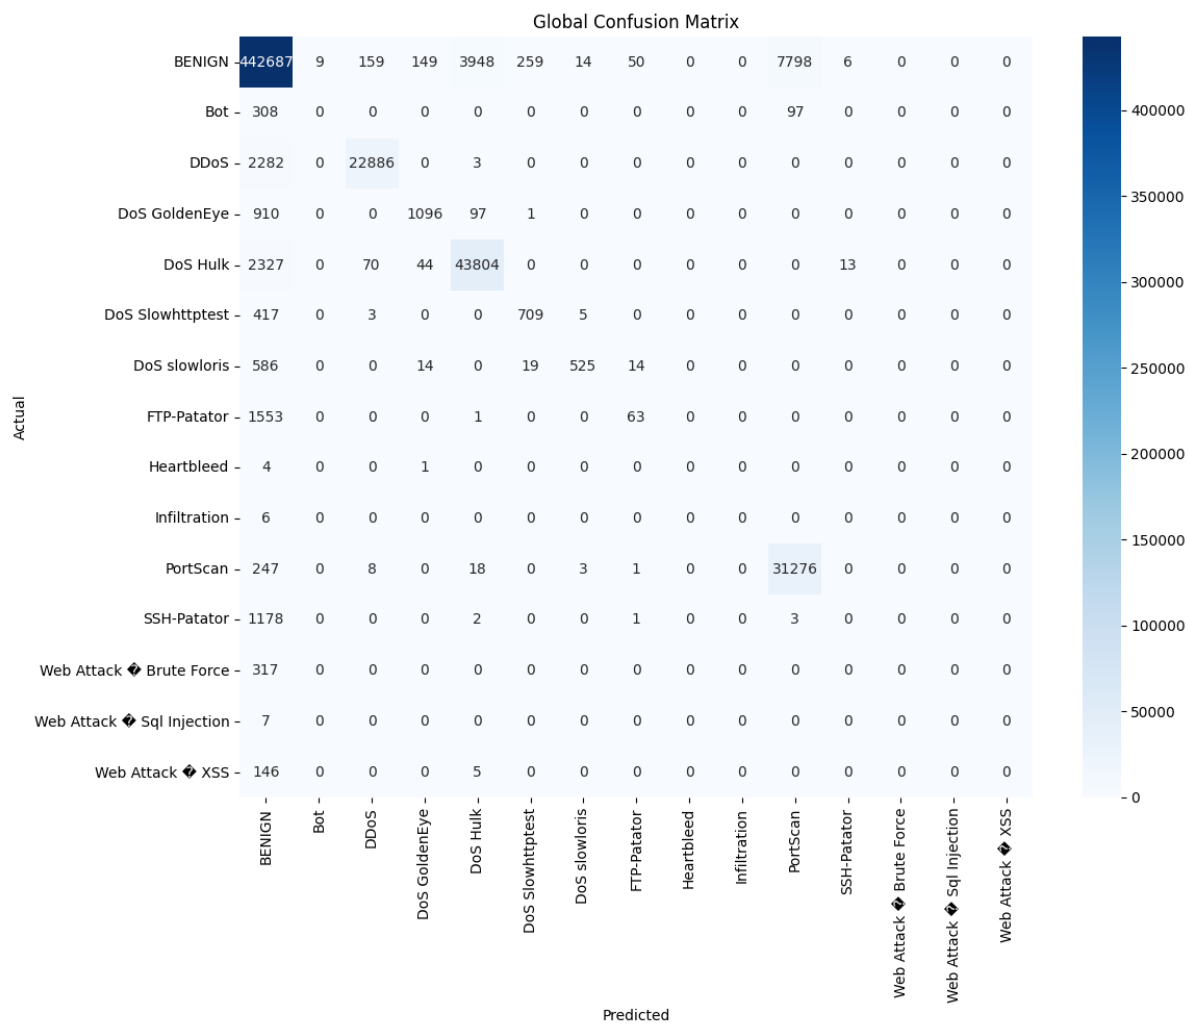 Global Confusion Matrix
BENIGN 442687 9 159 149 3948 259 14 50 0 0 7798 6 0 0 0
Bot 308 0 0 0 0 0 0 0 0 0 97 0 0 0 0
DDoS 2282 0 22886 0 3 0 0 0 0 0 0 0 0 0 0
DoS GoldenEye 910 0 0 1096 97 1 0 0 0 0 0 0 0 0 0
DoS Hulk 2327 0 70 44 43804 0 0 0 0 0 0 13 0 0 0
DoS Slowhttptest 417 0 3 0 0 709 5 0 0 0 0 0 0 0 0
DoS slowloris 586 0 0 14 0 19 525 14 0 0 0 0 0 0 0
FTP-Patator 1553 0 0 0 1 0 0 63 0 0 0 0 0 0 0
Heartbleed 4 0 0 1 0 0 0 0 0 0 0 0 0 0 0
Infiltration 6 0 0 0 0 0 0 0 0 0 0 0 0 0 0
PortScan 247 0 8 0 18 0 3 1 0 0 31276 0 0 0 0
SSH-Patator 1178 0 0 0 2 0 0 1 0 0 3 0 0 0 0
Web Attack � Brute Force 317 0 0 0 0 0 0 0 0 0 0 0 0 0 0
Web Attack � Sql Injection 7 0 0 0 0 0 0 0 0 0 0 0 0 0 0
Web Attack � XSS 146 0 0 0 5 0 0 0 0 0 0 0 0 0 0
Actual
BENIGN
Bot
DDoS
DoS GoldenEye
DoS Hulk
DoS Slowhttptest
DoS slowloris
FTP-Patator
Heartbleed
Infiltration
PortScan
SSH-Patator
Web Attack � Brute Force
Web Attack � Sql Injection
Web Attack � XSS
Predicted
400000
350000
300000
250000
200000
150000
100000
50000
0